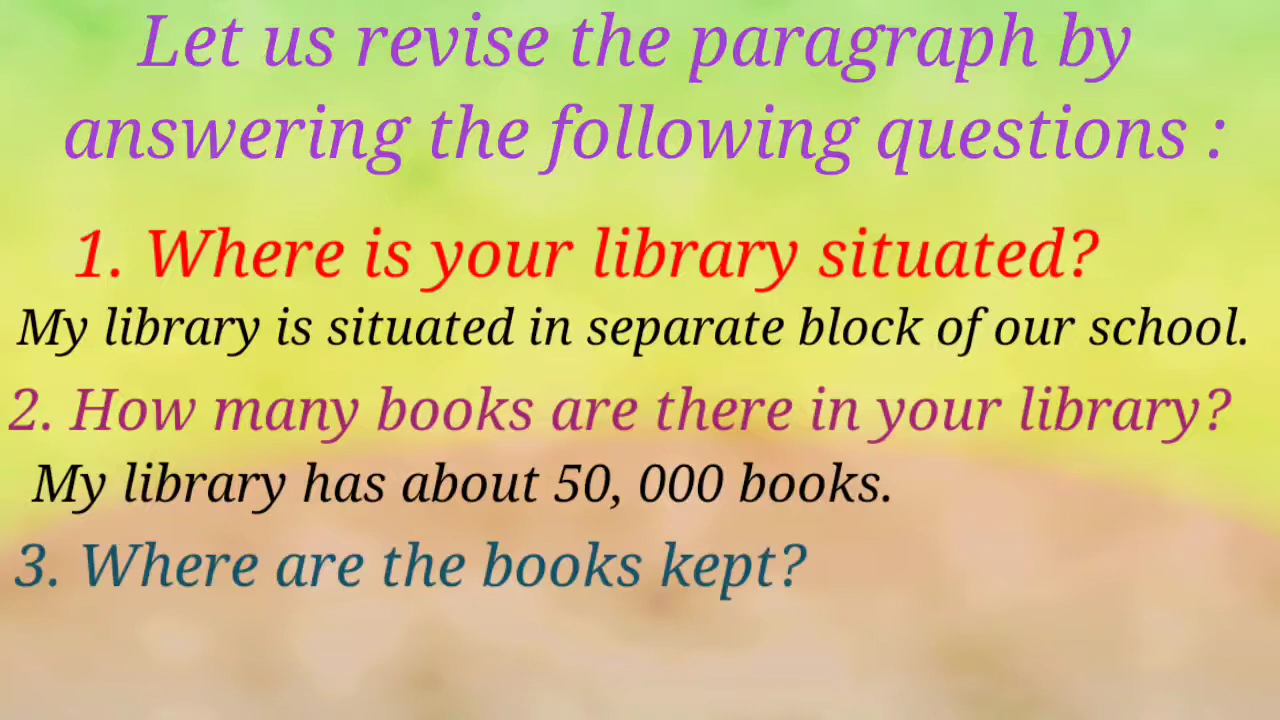 Let us revise the paragraph by
answering the following questions :
1. Where is your library situated?
My library is situated in separate block of our school.
2. How many books are there in your library?
My library has about 50, 000 books.
3. Where are the books kept?